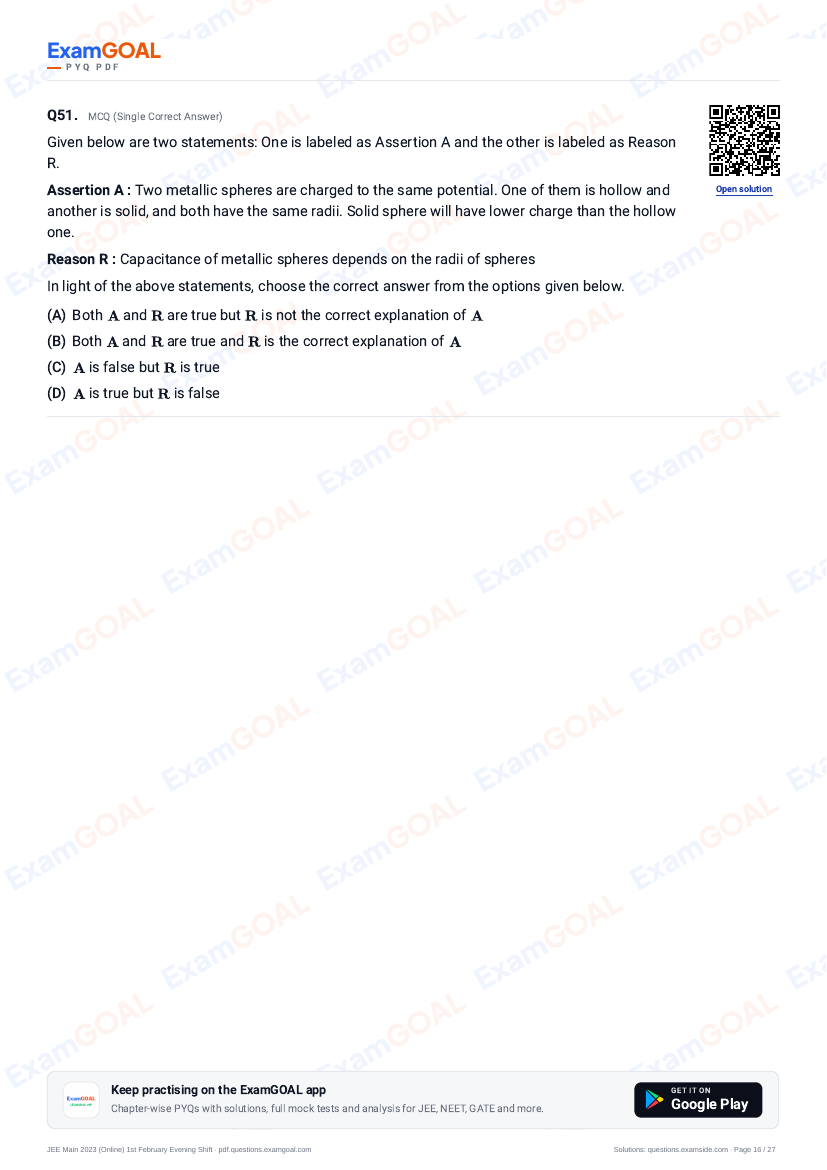 ExamGOAL
PYQ PDF
Q51. MCQ (Single Correct Answer)
Given below are two statements: One is labeled as Assertion A and the other is labeled as Reason
R.
Open solution
Assertion A : Two metallic spheres are charged to the same potential. One of them is hollow and
another is solid, and both have the same radii. Solid sphere will have lower charge than the hollow
one.
Reason R : Capacitance of metallic spheres depends on the radii of spheres
In light of the above statements, choose the correct answer from the options given below.
(A) Both A and R are true but R is not the correct explanation of A
(B) Both A and R are true and R is the correct explanation of A
(C) A is false but R is true
(D) A is true but R is false
ExamGOAL
Keep practising on the ExamGOAL app
Chapter-wise PYQs with solutions, full mock tests and analysis for JEE, NEET, GATE and more.
GET IT ON
Google Play
JEE Main 2023 (Online) 1st February Evening Shift · pdf.questions.examgoal.com
Solutions: questions.examside.com · Page 16 / 27